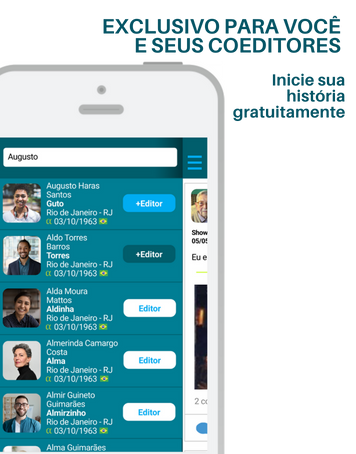 EXCLUSIVO PARA VOCÊ
E SEUS COEDITORES
Inicie sua
história
gratuitamente
Augusto
Augusto Haras
Santos
Guto
Rio de Janeiro - RJ
α 03/10/1963
+Editor
Aldo Torres
Barros
Torres
Rio de Janeiro - RJ
α 03/10/1963
+Editor
Alda Moura
Mattos
Aldinha
Rio de Janeiro - RJ
α 03/10/1963
Editor
Almerinda Camargo
Costa
Alma
Rio de Janeiro - RJ
α 03/10/1963
Editor
Almir Guineto
Guimarães
Almirzinho
Rio de Janeiro - RJ
α 03/10/1963
Editor
Alma Guimarães
Show
05/05
Eu e
2 co